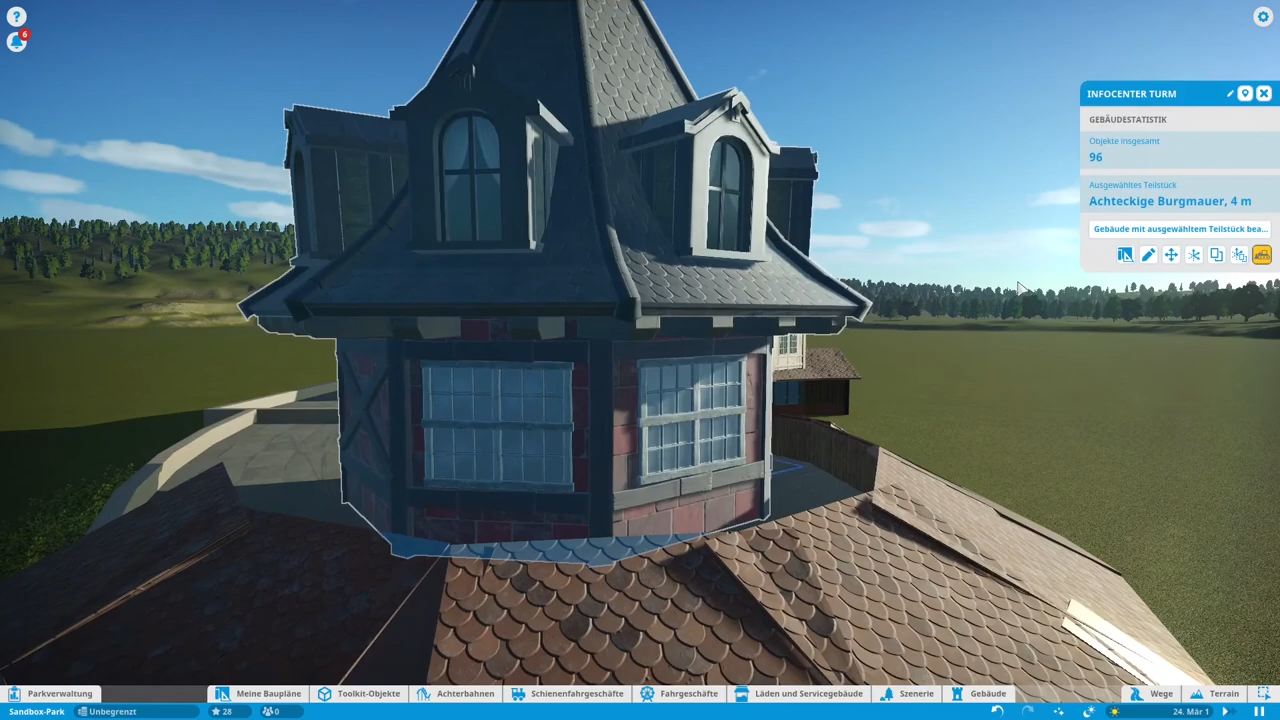 ?
6
INFOCENTER TURM
GEBÄUDESTATISTIK
Objekte insgesamt
96
Ausgewähltes Teilstück
Achteckige Burgmauer, 4 m
Gebäude mit ausgewähltem Teilstück bea...
Parkverwaltung
Meine Baupläne
Toolkit-Objekte
Achterbahnen
Schienenfahrgeschäfte
Fahrgeschäfte
Läden und Servicegebäude
Szenerie
Gebäude
Wege
Terrain
Sandbox-Park
Unbegrenzt
28
0
24. Mär 1